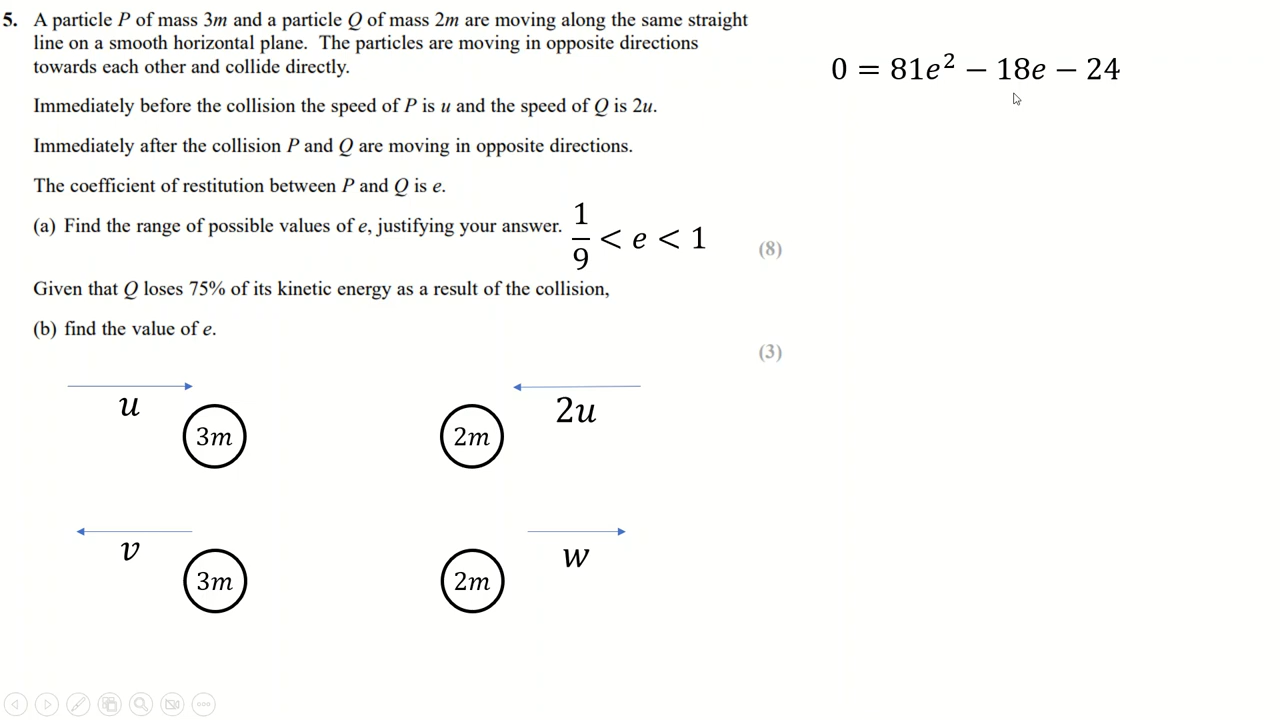 5. A particle P of mass 3m and a particle Q of mass 2m are moving along the same straight
line on a smooth horizontal plane. The particles are moving in opposite directions
towards each other and collide directly.
Immediately before the collision the speed of P is u and the speed of Q is 2u.
Immediately after the collision P and Q are moving in opposite directions.
The coefficient of restitution between P and Q is e.
(a) Find the range of possible values of e, justifying your answer. 1/9 < e < 1
(8)
Given that Q loses 75% of its kinetic energy as a result of the collision,
(b) find the value of e.
(3)
0 = 81e² − 18e − 24
u 2u
3m 2m
v w
3m 2m